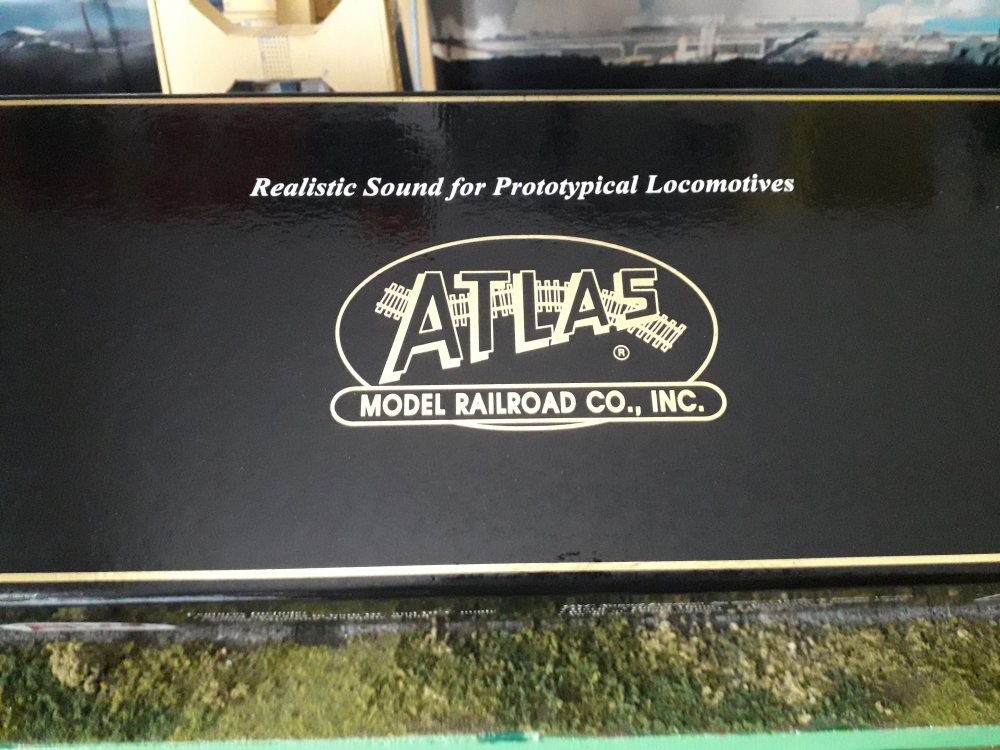 Realistic Sound for Prototypical Locomotives
ATLAS
®
MODEL RAILROAD CO., INC.